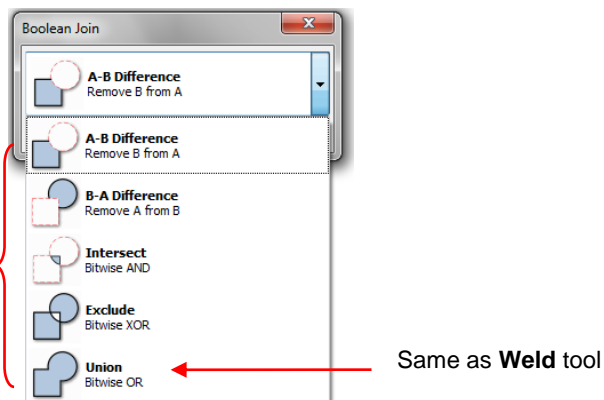 Boolean Join
A-B Difference
Remove B from A
A-B Difference
Remove B from A
B-A Difference
Remove A from B
Intersect
Bitwise AND
Exclude
Bitwise XOR
Union
Bitwise OR
Same as Weld tool